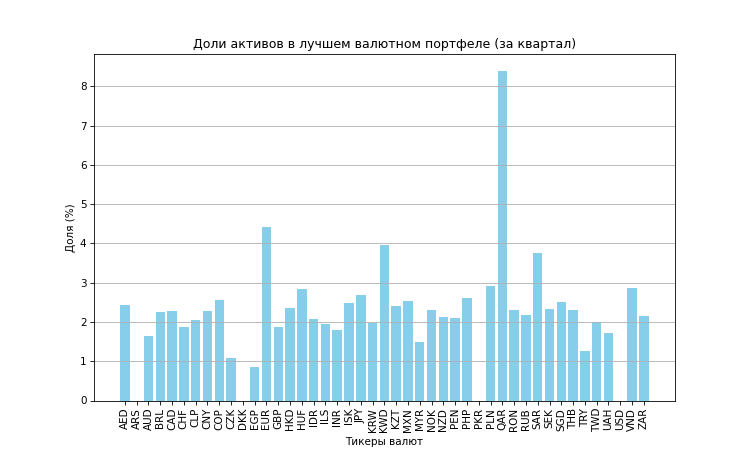 Доли активов в лучшем валютном портфеле (за квартал)
Доля (%)
8
7
6
5
4
3
2
1
0
AED ARS AUD BRL CAD CHF CLP CNY COP CZK DKK EGP EUR GBP HKD HUF IDR ILS INR ISK JPY KRW KWD KZT MXN MYR NOK NZD PEN PHP PKR PLN QAR RON RUB SAR SEK SGD THB TRY TWD UAH USD VND ZAR
Тикеры валют